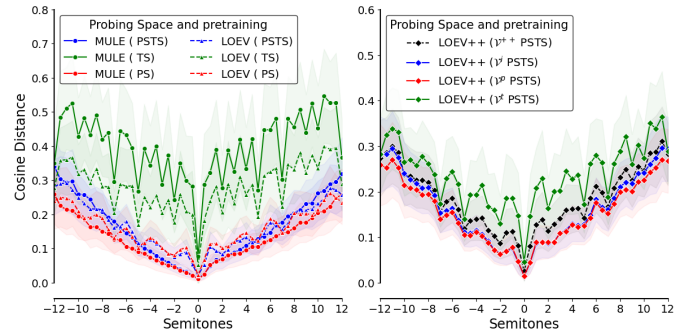 Probing Space and pretraining
MULE ( PSTS)
MULE ( TS)
MULE ( PS)
LOEV ( PSTS)
LOEV ( TS)
LOEV ( PS)
Cosine Distance
0.8
0.7
0.6
0.5
0.4
0.3
0.2
0.1
0.0
−12 −10 −8 −6 −4 −2 0 2 4 6 8 10 12
Semitones
Probing Space and pretraining
LOEV++ (𝒱⁺⁺ PSTS)
LOEV++ (𝒱ⁱ PSTS)
LOEV++ (𝒱ᵖ PSTS)
LOEV++ (𝒱ᵗ PSTS)
0.6
0.5
0.4
0.3
0.2
0.1
0.0
−12 −10 −8 −6 −4 −2 0 2 4 6 8 10 12
Semitones